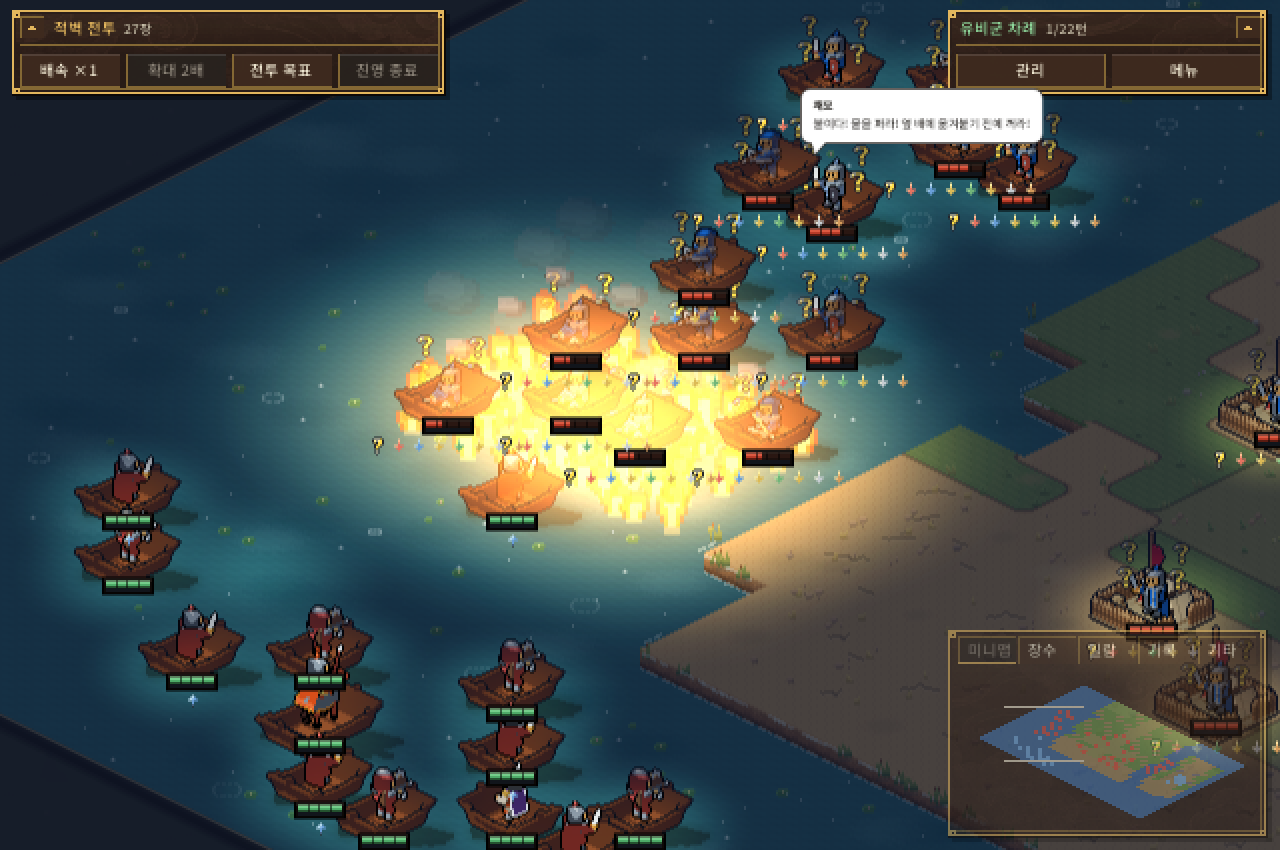 적벽 전투 27장
배속 ×1
확대 2배
전투 목표
진영 종료
유비군 차례 1/22턴
관리
메뉴
채모
불이다! 물을 퍼라! 옆 배에 옮겨붙기 전에 꺼라!
미니맵
장수
일람
기록
기타